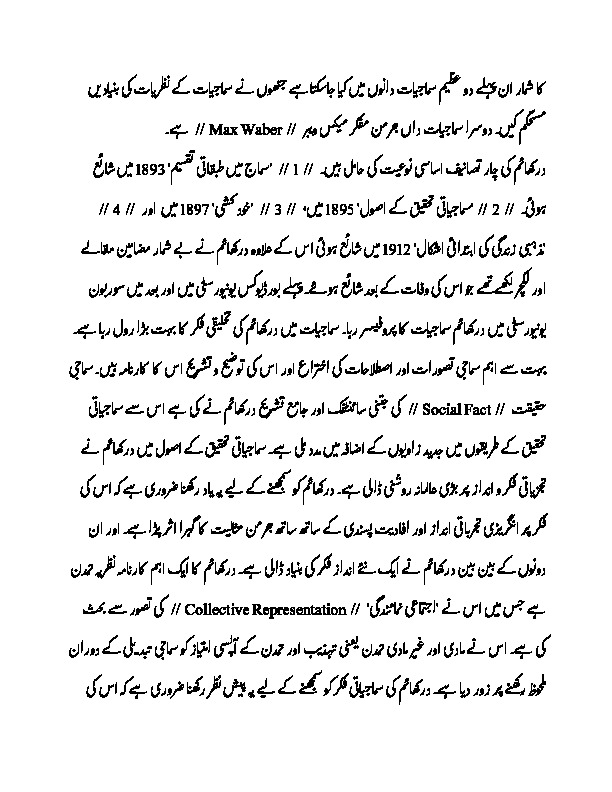 کا شمار ان پہلے دو عظیم سماجیات دانوں میں کیا جاسکتا ہے جنھوں نے سماجیات کے نظریات کی بنیادیں
مستحکم کیں۔ دوسرا سماجیات داں جرمن مفکر میکس ویبر // Max Waber // ہے۔
درکھائم کی چار تصانیف اساسی نوعیت کی حامل ہیں۔ // 1 // 'سماج میں طبقاتی تقسیم' 1893 میں شائع
ہوئی۔ // 2 // سماجیاتی تحقیق کے اصول' 1895 میں، // 3 // 'خود کشی' 1897 میں اور // 4 //
'مذہبی زندگی کی ابتدائی اشکال' 1912 میں شائع ہوئی اس کے علاوہ درکھائم نے بے شمار مضامین مقالے
اور لکچر لکھے تھے جو اس کی وفات کے بعد شائع ہوئے۔ پہلے بورڈیوکس یونیورسٹی میں اور بعد میں سوربون
یونیورسٹی میں درکھائم سماجیات کا پروفیسر رہا۔ سماجیات میں درکھائم کی تخلیقی فکر کا بہت بڑا رول رہا ہے۔
بہت سے اہم سماجی تصورات اور اصطلاحات کی اختراع اور اس کی توضیح و تشریح اس کا کارنامہ ہیں۔ سماجی
حقیقت // Social Fact // کی جتنی سائنٹفک اور جامع تشریح درکھائم نے کی ہے اس سے سماجیاتی
تحقیق کے طریقوں میں جدید زاویوں کے اضافہ میں مدد ملی ہے۔ سماجیاتی تحقیق کے اصول میں درکھائم نے
تجزیاتی فکر و انداز پر بڑی عالمانہ روشنی ڈالی ہے۔ درکھائم کو سمجھنے کے لیے یہ یاد رکھنا ضروری ہے کہ اس کی
فکر پر انگریزی تجرباتی انداز اور افادیت پسندی کے ساتھ ساتھ جرمن مثالیت کا گہرا اثر پڑا ہے۔ اور ان
دونوں کے بین بین درکھائم نے ایک نئے انداز فکر کی بنیاد ڈالی ہے۔ درکھائم کا ایک اہم کارنامہ نظریہ تمدن
ہے جس میں اس نے 'اجتماعی نمائندگی' // Collective Representation // کی تصور سے بحث
کی ہے۔ اس نے مادی اور غیر مادی تمدن یعنی تہذیب اور تمدن کے آپسی امتیاز کو سماجی تبدیلی کے دوران
ملحوظ رکھنے پر زور دیا ہے۔ درکھائم کی سماجیاتی فکر کو سمجھنے کے لیے یہ پیش نظر رکھنا ضروری ہے کہ اس کی